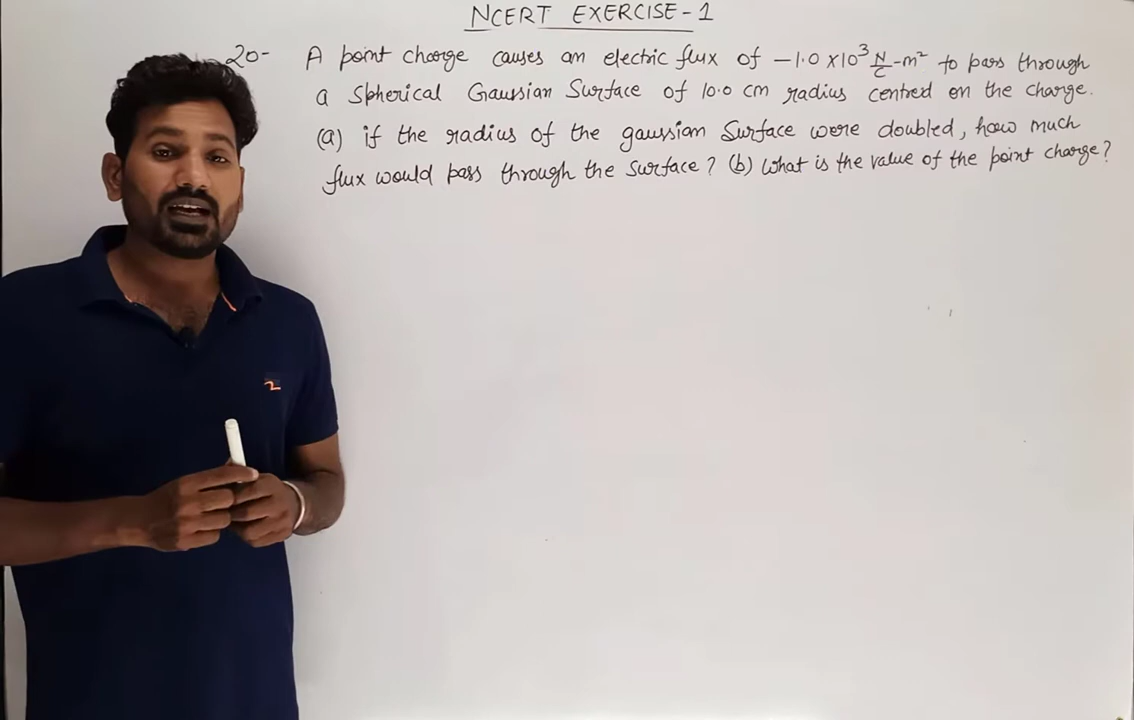 NCERT EXERCISE-1
20- A point charge causes an electric flux of -1.0 ×10³ N/C-m² to pass through
a Spherical Gaussian Surface of 10.0 cm radius centred on the charge.
(a) if the radius of the gaussian Surface were doubled, how much
flux would pass through the surface? (b) What is the value of the point charge?